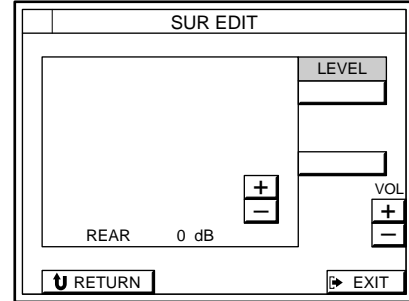 SUR EDIT
LEVEL
+
−
VOL
+
−
REAR 0 dB
RETURN
EXIT